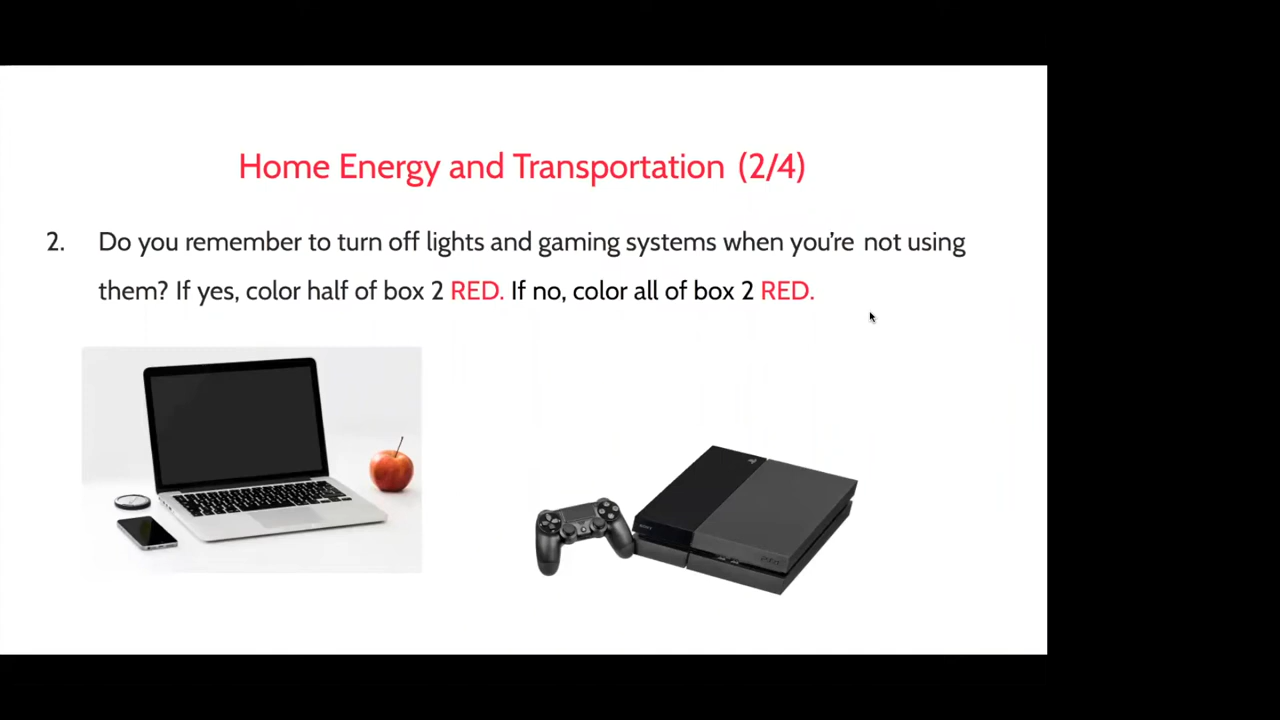 Home Energy and Transportation (2/4)
2. Do you remember to turn off lights and gaming systems when you're not using
them? If yes, color half of box 2 RED. If no, color all of box 2 RED.